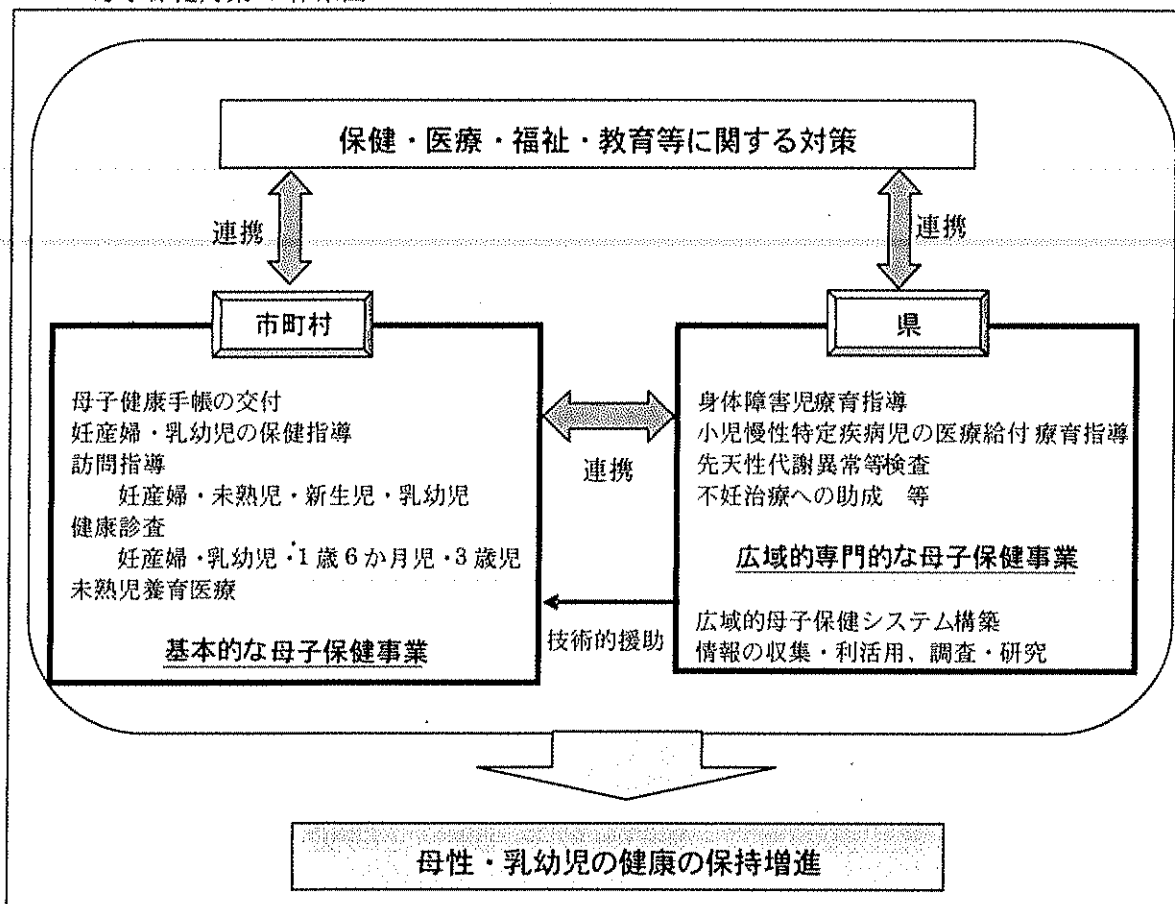 保健・医療・福祉・教育等に関する対策
連携
連携
市町村
母子健康手帳の交付
妊産婦・乳幼児の保健指導
訪問指導
妊産婦・未熟児・新生児・乳幼児
健康診査
妊産婦・乳幼児・1歳6か月児・3歳児
未熟児養育医療
基本的な母子保健事業
連携
技術的援助
県
身体障害児療育指導
小児慢性特定疾病児の医療給付 療育指導
先天性代謝異常等検査
不妊治療への助成 等
広域的専門的な母子保健事業
広域的母子保健システム構築
情報の収集・利活用、調査・研究
母性・乳幼児の健康の保持増進